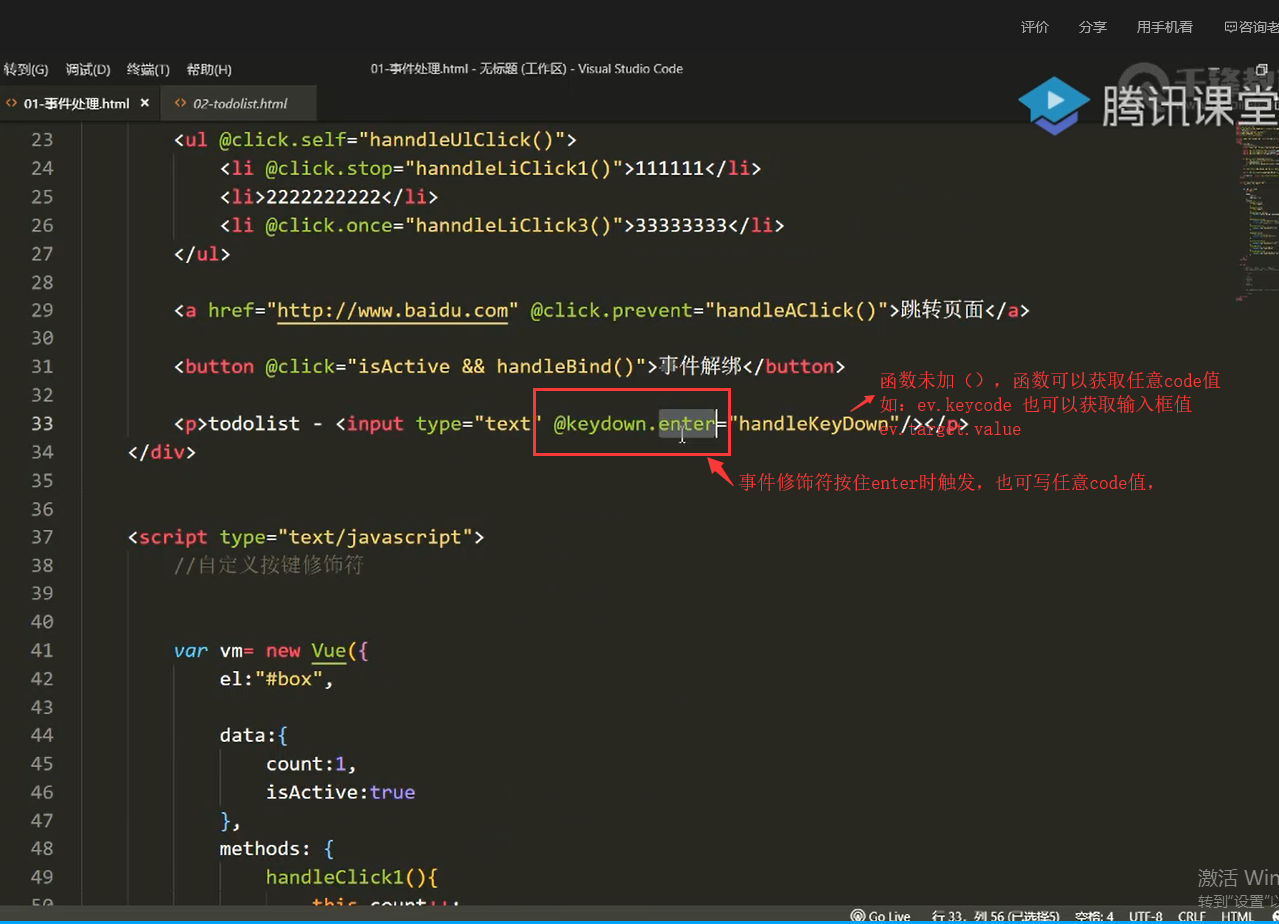 评价 分享 用手机看 咨询老
转到(G) 调试(D) 终端(T) 帮助(H) 01-事件处理.html - 无标题 (工作区) - Visual Studio Code
01-事件处理.html × 02-todolist.html
腾讯课堂
23 <ul @click.self="hanndleUlClick()">
24 <li @click.stop="hanndleLiClick1()">111111</li>
25 <li>2222222222</li>
26 <li @click.once="hanndleLiClick3()">33333333</li>
27 </ul>
28
29 <a href="http://www.baidu.com" @click.prevent="handleAClick()">跳转页面</a>
30
31 <button @click="isActive && handleBind()">事件解绑</button>
32
函数未加（），函数可以获取任意code值
如：ev.keycode 也可以获取输入框值
ev.target.value
33 <p>todolist - <input type="text" @keydown.enter="handleKeyDown"/></p>
34 </div>
事件修饰符按住enter时触发，也可写任意code值，
35
36
37 <script type="text/javascript">
38 //自定义按键修饰符
39
40
41 var vm= new Vue({
42 el:"#box",
43
44 data:{
45 count:1,
46 isActive:true
47 },
48 methods: {
49 handleClick1(){
50 this.count++;
激活 Win
转到"设置"以
Go Live 行 33，列 56 (已选择5) 空格: 4 UTF-8 CRLF HTML